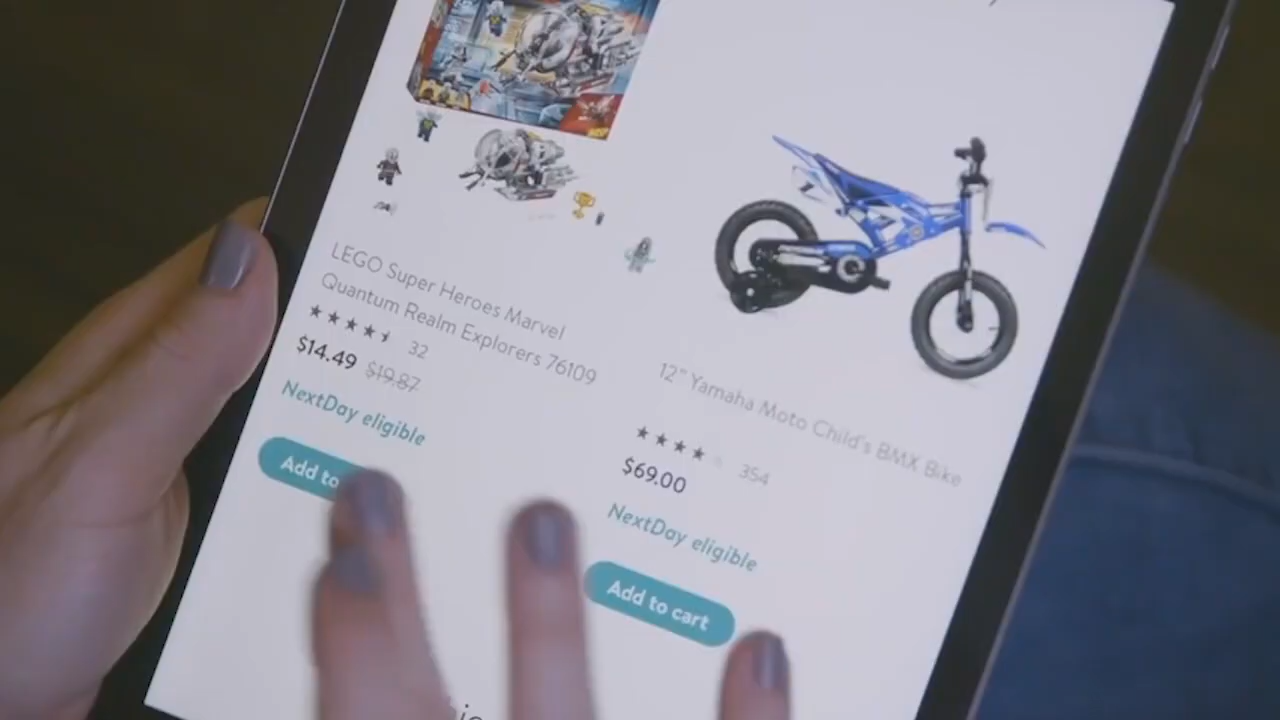 LEGO Super Heroes Marvel
Quantum Realm Explorers 76109
32
$14.49 $19.87
NextDay eligible
Add to
12" Yamaha Moto Child's BMX Bike
354
$69.00
NextDay eligible
Add to cart